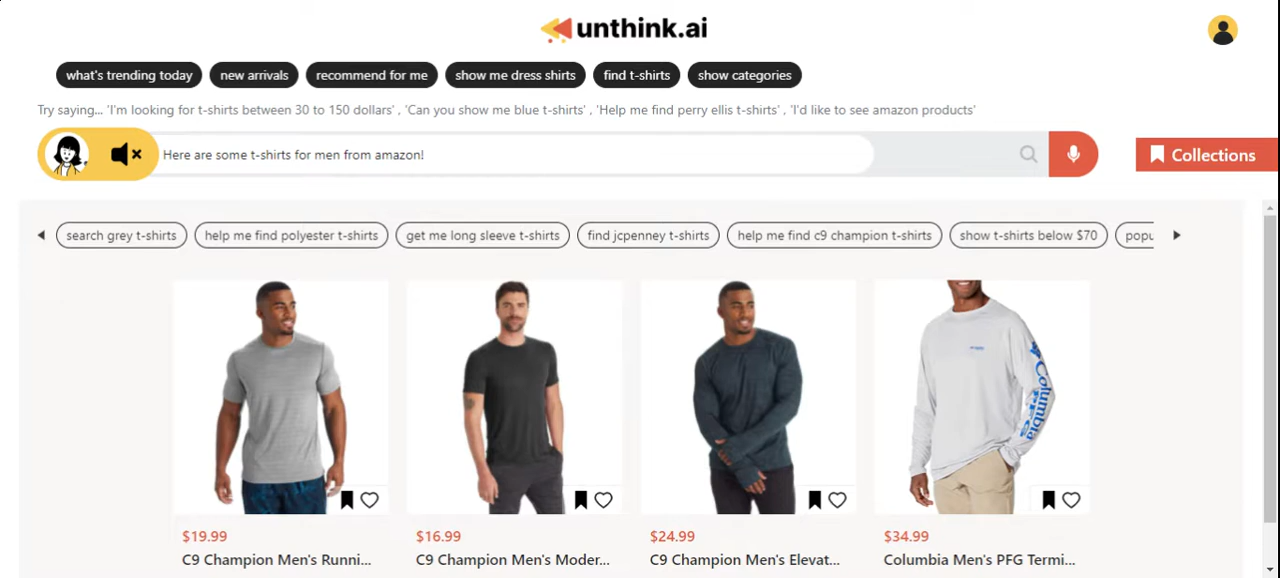 unthink.ai
what's trending today
new arrivals
recommend for me
show me dress shirts
find t-shirts
show categories
Try saying... 'I'm looking for t-shirts between 30 to 150 dollars' , 'Can you show me blue t-shirts' , 'Help me find perry ellis t-shirts' , 'I'd like to see amazon products'
Here are some t-shirts for men from amazon!
Collections
search grey t-shirts
help me find polyester t-shirts
get me long sleeve t-shirts
find jcpenney t-shirts
help me find c9 champion t-shirts
show t-shirts below $70
popu
Columbia
PFG
$19.99
C9 Champion Men's Runni...
$16.99
C9 Champion Men's Moder...
$24.99
C9 Champion Men's Elevat...
$34.99
Columbia Men's PFG Termi...